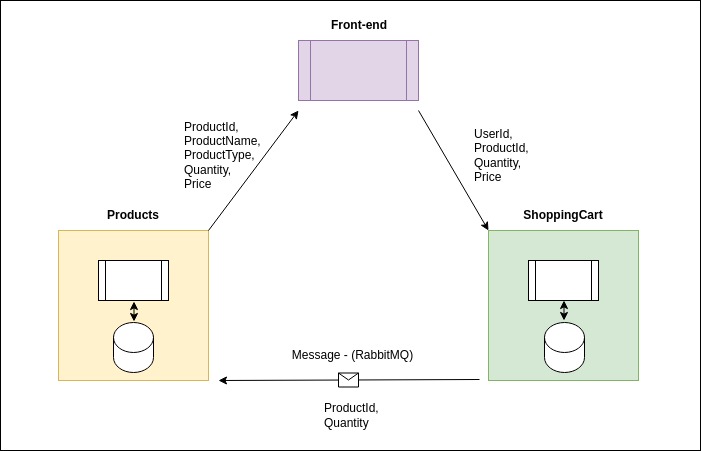 Front-end
ProductId,
ProductName,
ProductType,
Quantity,
Price
UserId,
ProductId,
Quantity,
Price
Products
ShoppingCart
Message - (RabbitMQ)
ProductId,
Quantity